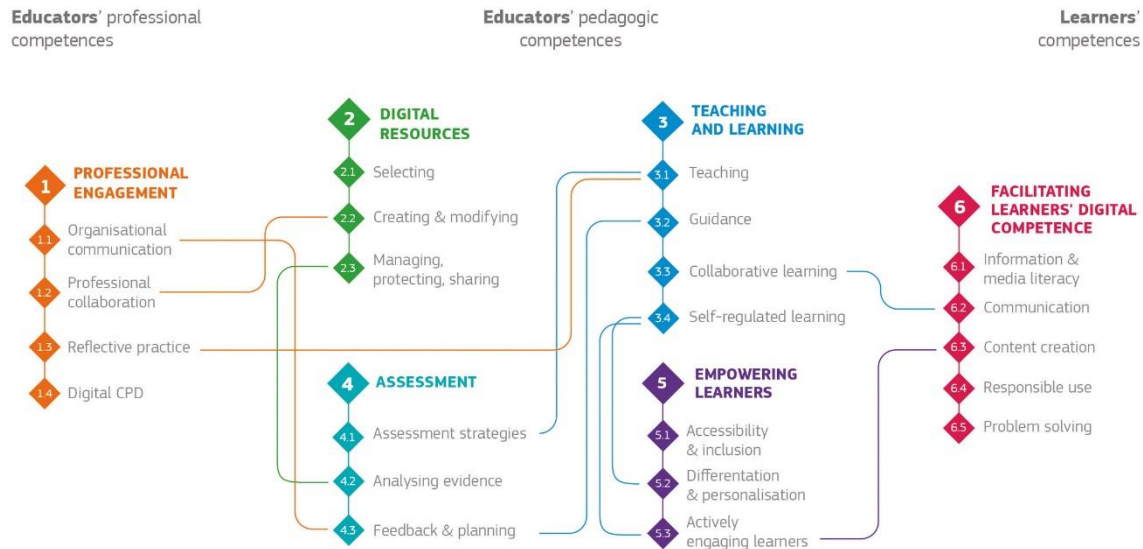 Educators' professional
competences
Educators' pedagogic
competences
Learners'
competences
1
PROFESSIONAL
ENGAGEMENT
1.1
Organisational
communication
1.2
Professional
collaboration
1.3
Reflective practice
1.4
Digital CPD
2
DIGITAL
RESOURCES
2.1
Selecting
2.2
Creating & modifying
2.3
Managing,
protecting, sharing
3
TEACHING
AND LEARNING
3.1
Teaching
3.2
Guidance
3.3
Collaborative learning
3.4
Self-regulated learning
4
ASSESSMENT
4.1
Assessment strategies
4.2
Analysing evidence
4.3
Feedback & planning
5
EMPOWERING
LEARNERS
5.1
Accessibility
& inclusion
5.2
Differentation
& personalisation
5.3
Actively
engaging learners
6
FACILITATING
LEARNERS' DIGITAL
COMPETENCE
6.1
Information &
media literacy
6.2
Communication
6.3
Content creation
6.4
Responsible use
6.5
Problem solving